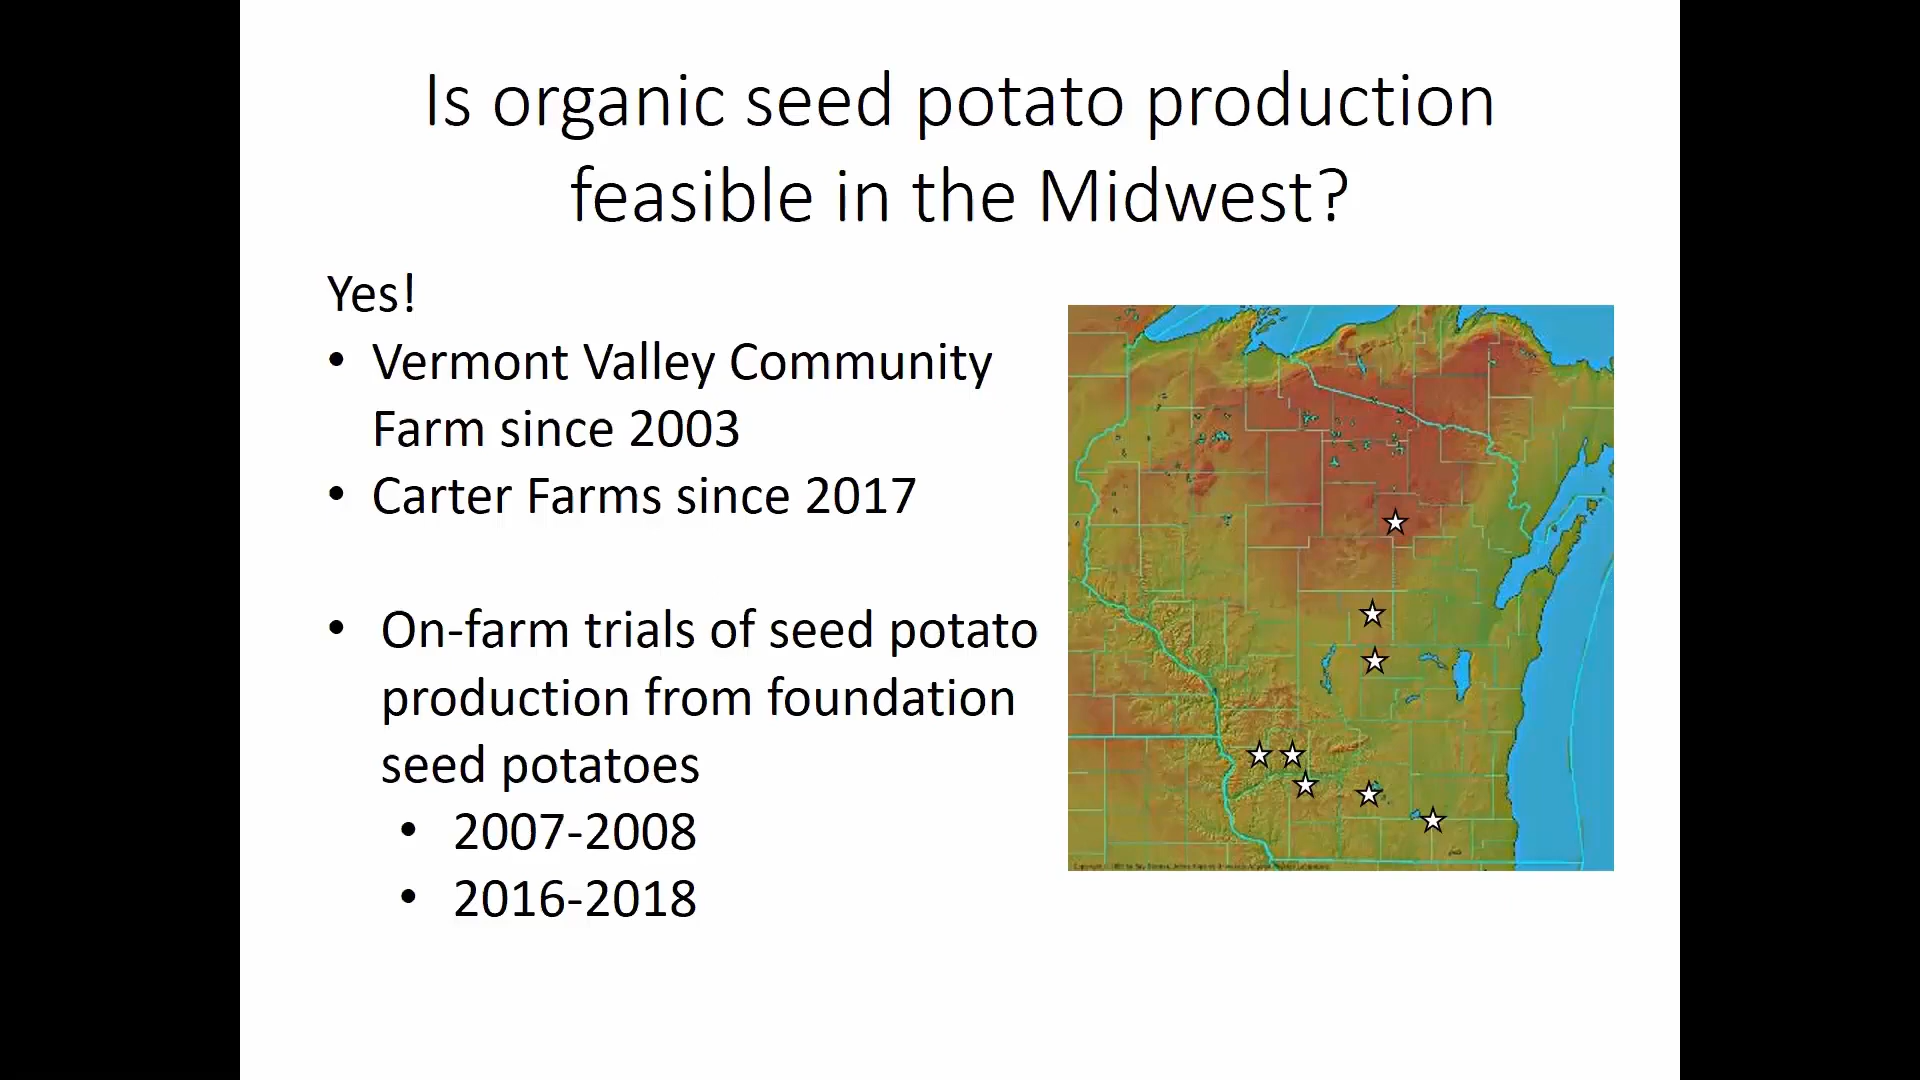 Is organic seed potato production
feasible in the Midwest?
Yes!
• Vermont Valley Community
Farm since 2003
• Carter Farms since 2017
• On-farm trials of seed potato
production from foundation
seed potatoes
• 2007-2008
• 2016-2018